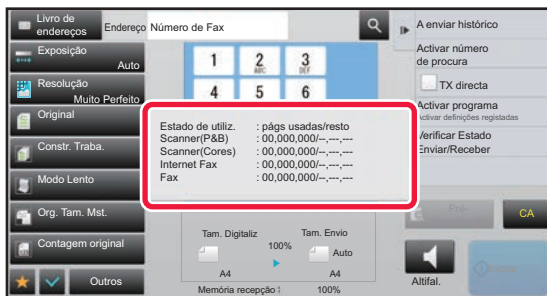 Livro de
endereços
Endereço
Número de Fax
A enviar histórico
Exposição
Auto
Activar número
de procura
Resolução
Muito Perfeito
TX directa
1
2
ABC
3
DEF
4
5
6
Original
Activar programa
Activar definições registadas
Constr. Traba.
Verificar Estado
Enviar/Receber
Estado de utiliz. : págs usadas/resto
Scanner(P&B) : 00,000,000/--,---,---
Scanner(Cores) : 00,000,000/--,---,---
Internet Fax : 00,000,000/--,---,---
Fax : 00,000,000/--,---,---
Modo Lento
Org. Tam. Mst.
Pré-
CA
Contagem original
Tam. Digitaliz
100%
Tam. Envio
Auto
A4
A4
Outros
Memória recepção : 100%
Altifal.